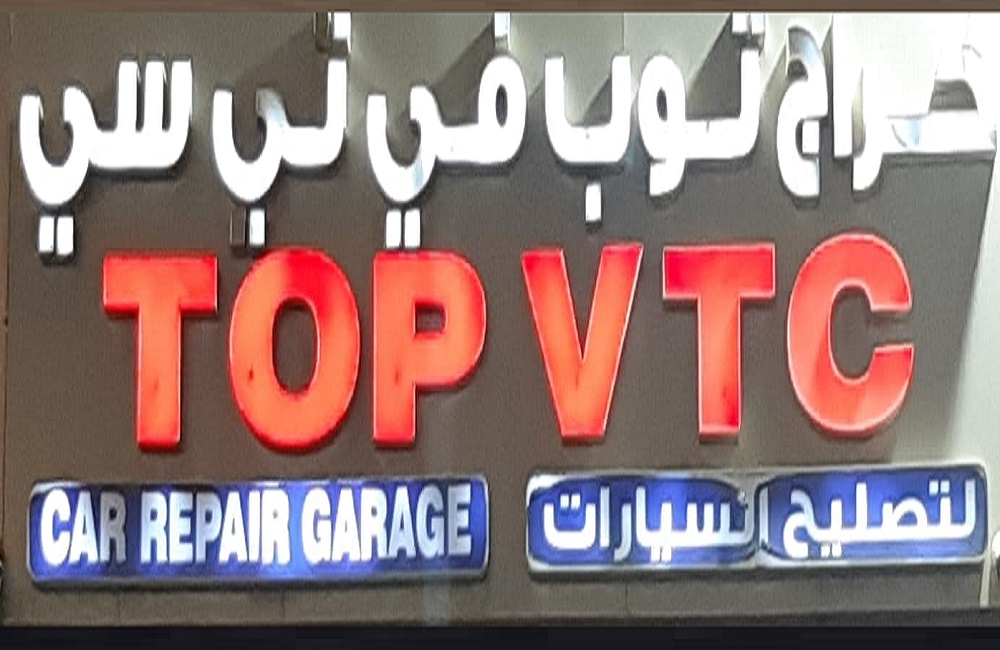 كراج توب في تي سي
TOP VTC
CAR REPAIR GARAGE
لتصليح السيارات